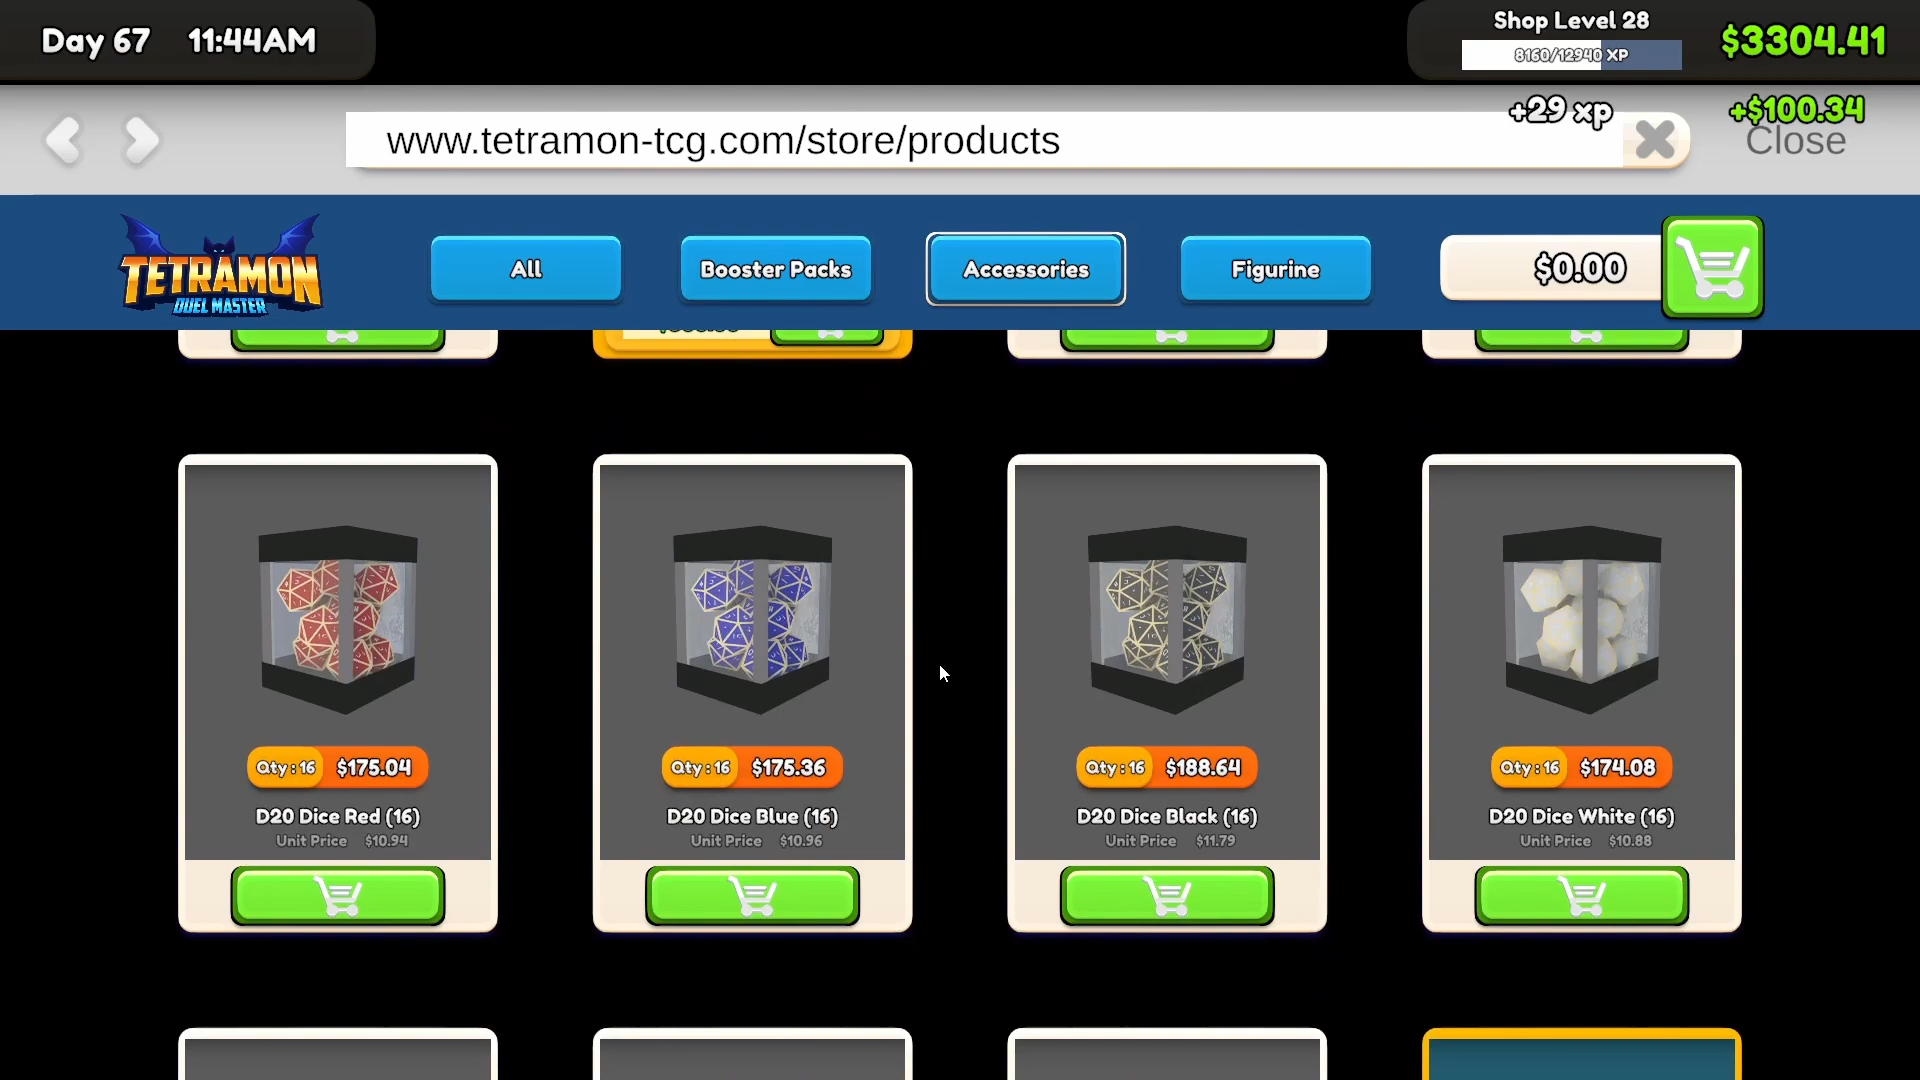 Day 67 11:44AM
Shop Level 28
8160/12940 XP
$3304.41
+29 xp
+$100.34
www.tetramon-tcg.com/store/products
Close
TETRAMON
DUEL MASTER
All
Booster Packs
Accessories
Figurine
$0.00
Qty : 16 $175.04
D20 Dice Red (16)
Unit Price $10.94
Qty : 16 $175.36
D20 Dice Blue (16)
Unit Price $10.96
Qty : 16 $188.64
D20 Dice Black (16)
Unit Price $11.79
Qty : 16 $174.08
D20 Dice White (16)
Unit Price $10.88